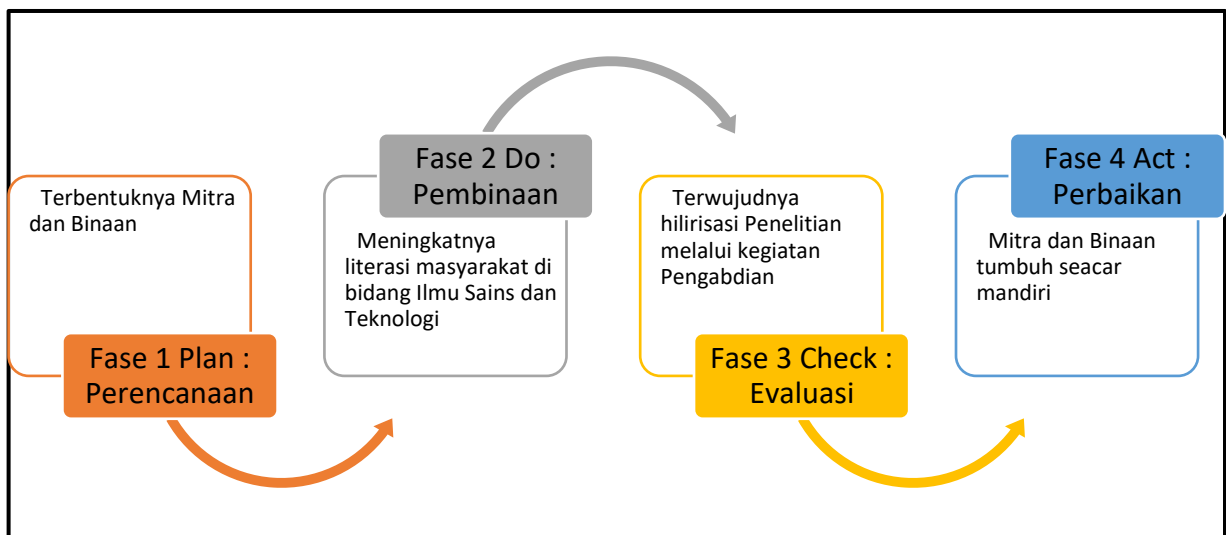 Terbentuknya Mitra
dan Binaan
Fase 1 Plan :
Perencanaan
Fase 2 Do :
Pembinaan
Meningkatnya
literasi masyarakat di
bidang Ilmu Sains dan
Teknologi
Terwujudnya
hilirisasi Penelitian
melalui kegiatan
Pengabdian
Fase 3 Check :
Evaluasi
Fase 4 Act :
Perbaikan
Mitra dan Binaan
tumbuh seacar
mandiri